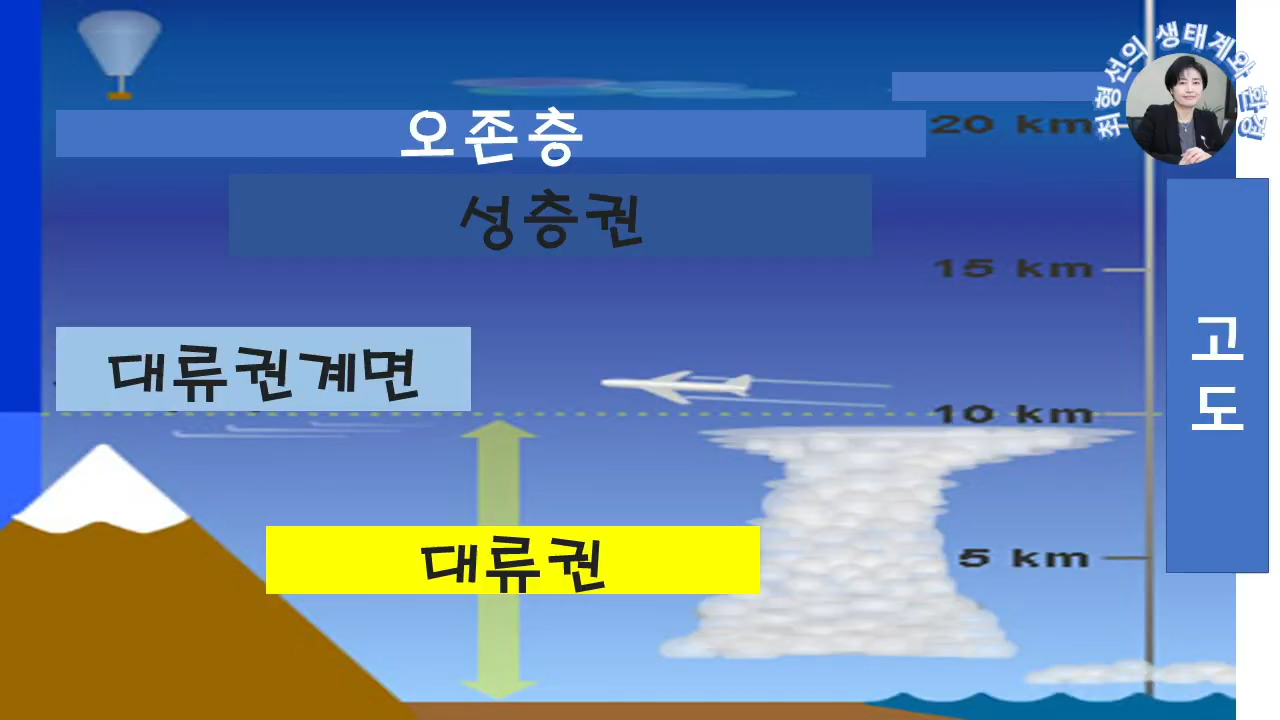 취형선의 생태계와 환경
오존층
20 km
성층권
15 km
고
도
대류권계면
10 km
대류권
5 km